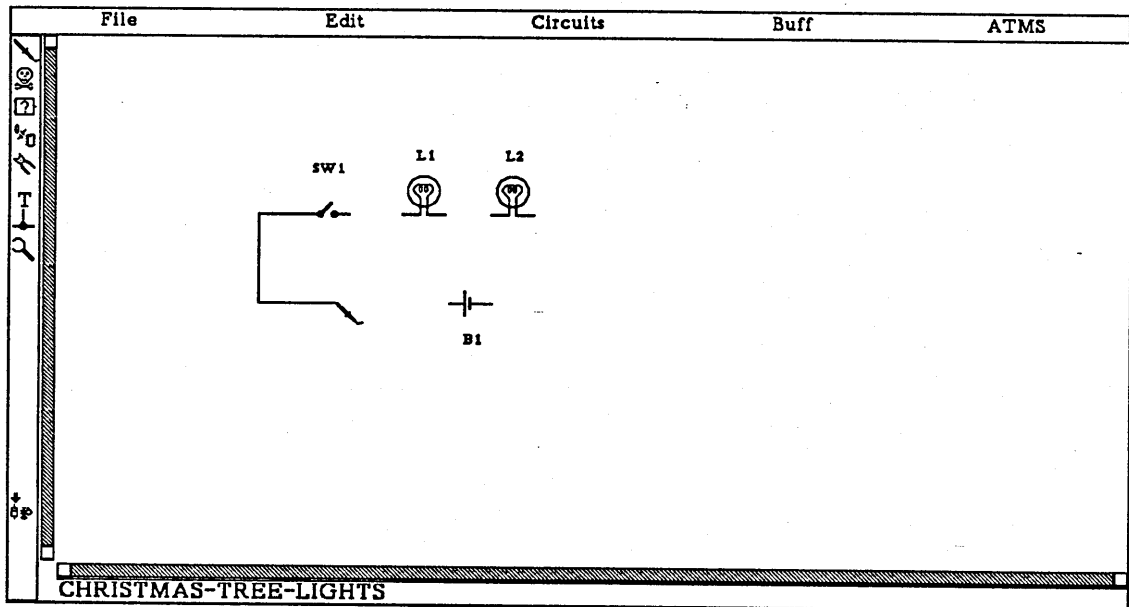 File Edit Circuits Buff ATMS
?
T
SW1 L1 L2
B1
CHRISTMAS-TREE-LIGHTS